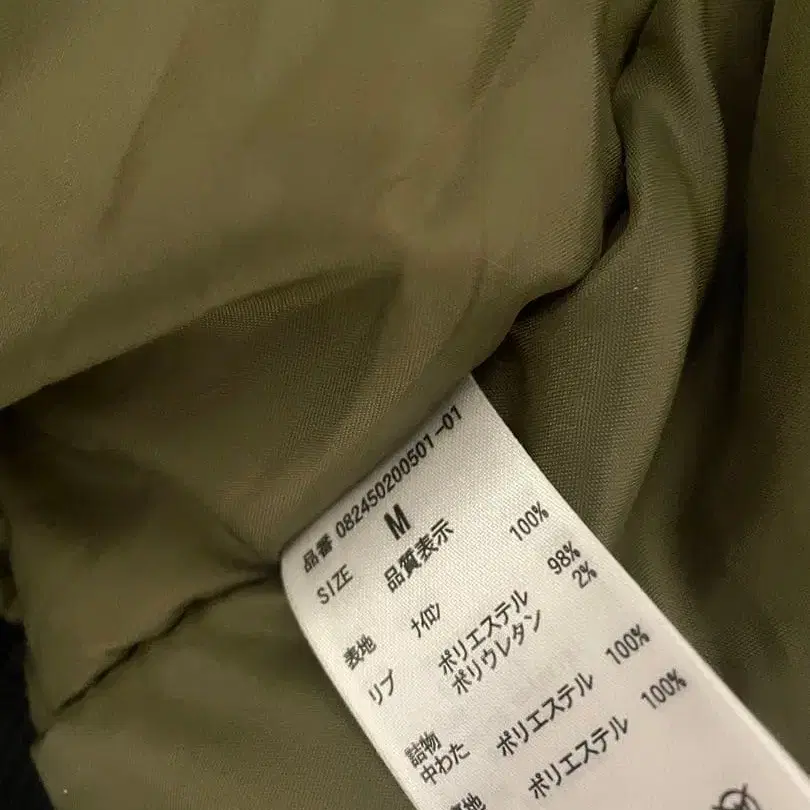 品番 082450200501-01
SIZE M
品質表示
表地 ﾅｲﾛﾝ 100%
リブ ポリエステル 98%
ポリウレタン 2%
詰物
中わた ポリエステル 100%
ポリエステル 100%